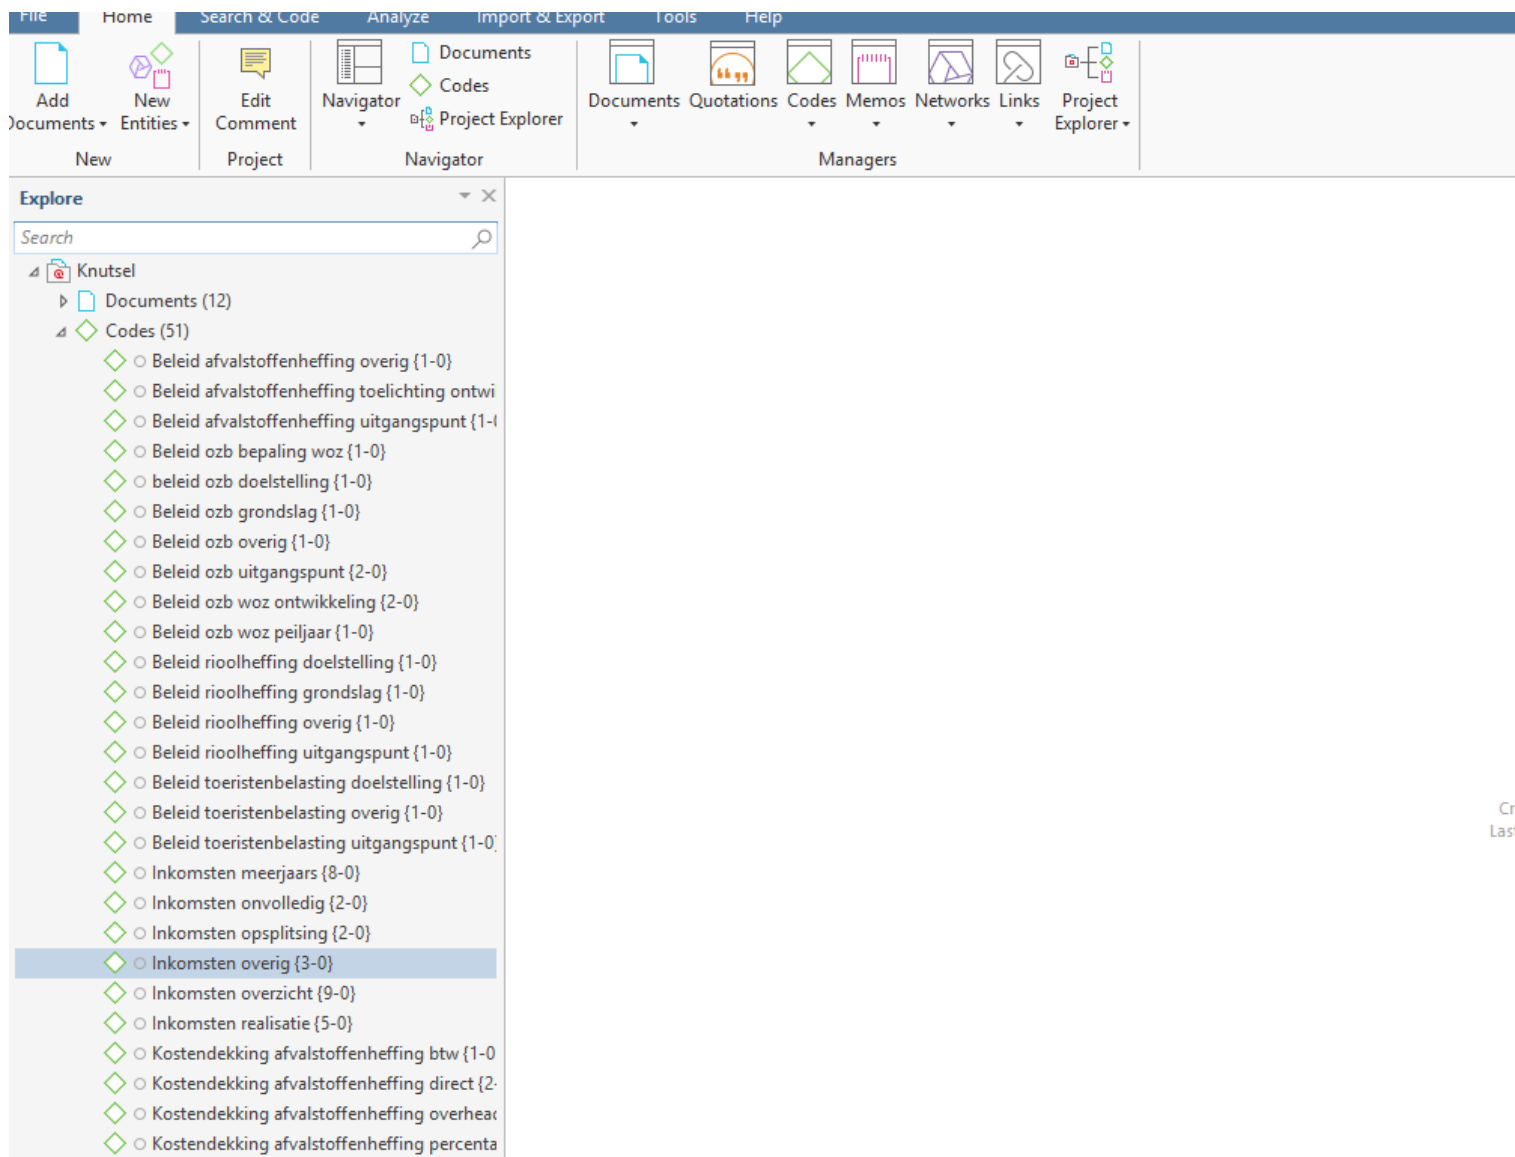 File Home Search & Code Analyze Import & Export Tools Help
Add Documents
New Entities
New
Edit Comment
Project
Navigator
Documents
Codes
Project Explorer
Navigator
Documents Quotations Codes Memos Networks Links Project Explorer
Managers
Explore
Search
Knutsel
Documents (12)
Codes (51)
Beleid afvalstoffenheffing overig {1-0}
Beleid afvalstoffenheffing toelichting ontwi
Beleid afvalstoffenheffing uitgangspunt {1-
Beleid ozb bepaling woz {1-0}
beleid ozb doelstelling {1-0}
Beleid ozb grondslag {1-0}
Beleid ozb overig {1-0}
Beleid ozb uitgangspunt {2-0}
Beleid ozb woz ontwikkeling {2-0}
Beleid ozb woz peiljaar {1-0}
Beleid rioolheffing doelstelling {1-0}
Beleid rioolheffing grondslag {1-0}
Beleid rioolheffing overig {1-0}
Beleid rioolheffing uitgangspunt {1-0}
Beleid toeristenbelasting doelstelling {1-0}
Beleid toeristenbelasting overig {1-0}
Beleid toeristenbelasting uitgangspunt {1-0}
Inkomsten meerjaars {8-0}
Inkomsten onvolledig {2-0}
Inkomsten opsplitsing {2-0}
Inkomsten overig {3-0}
Inkomsten overzicht {9-0}
Inkomsten realisatie {5-0}
Kostendekking afvalstoffenheffing btw {1-0
Kostendekking afvalstoffenheffing direct {2-
Kostendekking afvalstoffenheffing overhead
Kostendekking afvalstoffenheffing percenta
Cr
Last